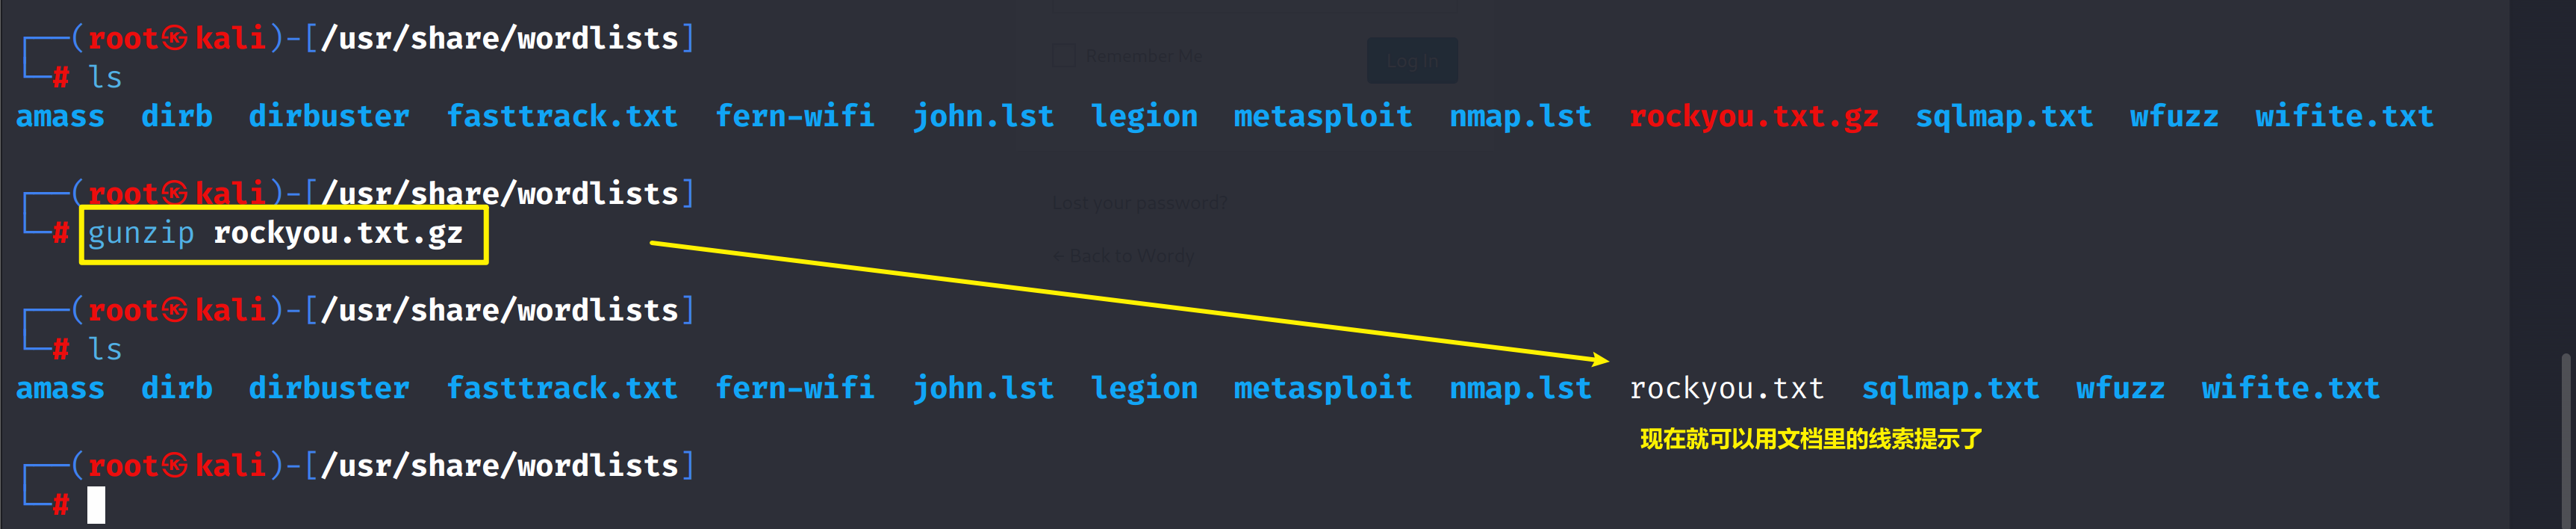 ┌──(root㉿kali)-[/usr/share/wordlists]
└─# ls
amass  dirb  dirbuster  fasttrack.txt  fern-wifi  john.lst  legion  metasploit  nmap.lst  rockyou.txt.gz  sqlmap.txt  wfuzz  wifite.txt
┌──(root㉿kali)-[/usr/share/wordlists]
└─# gunzip rockyou.txt.gz
┌──(root㉿kali)-[/usr/share/wordlists]
└─# ls
amass  dirb  dirbuster  fasttrack.txt  fern-wifi  john.lst  legion  metasploit  nmap.lst  rockyou.txt  sqlmap.txt  wfuzz  wifite.txt
现在就可以用文档里的线索提示了
┌──(root㉿kali)-[/usr/share/wordlists]
└─#
Remember Me
Log In
Lost your password?
← Back to Wordy